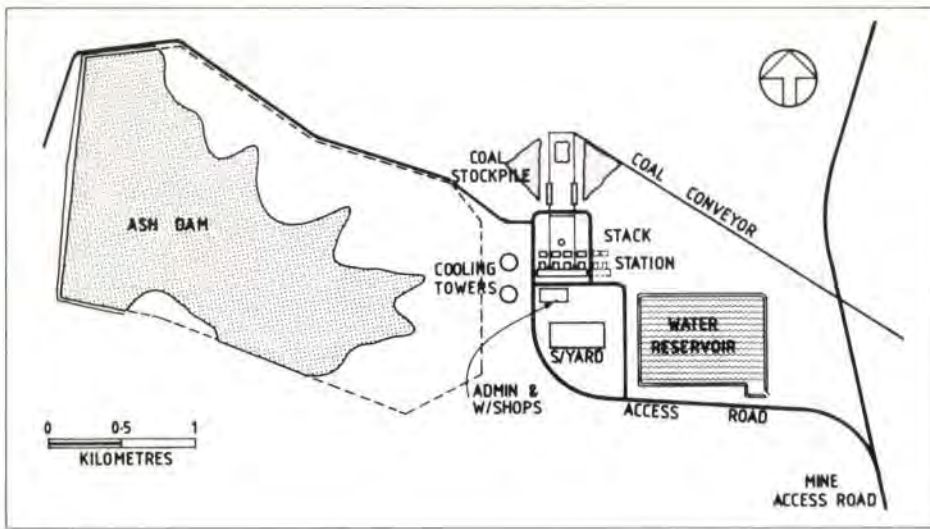 COAL
STOCKPILE
COAL CONVEYOR
ASH DAM
STACK
STATION
COOLING
TOWERS
WATER
RESERVOIR
S/YARD
ADMIN &
W/SHOPS
ACCESS ROAD
0 0·5 1
KILOMETRES
MINE
ACCESS ROAD